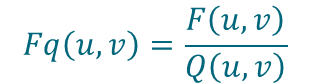 Fq(u, v) = F(u, v) / Q(u, v)